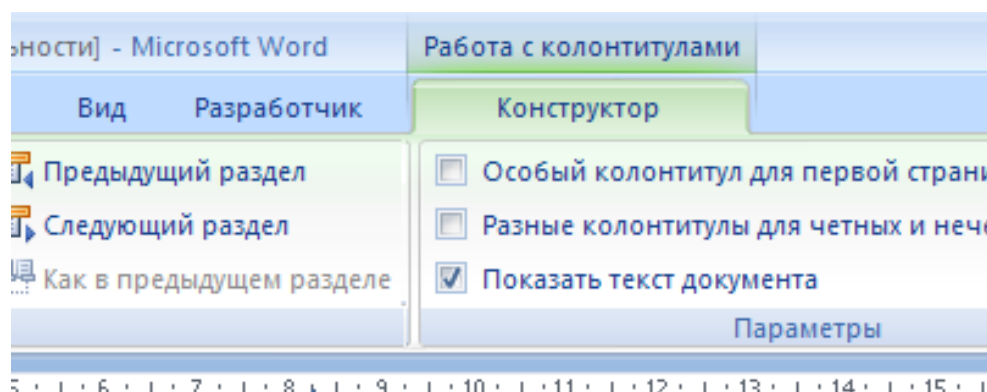 ьности] - Microsoft Word Работа с колонтитулами
Вид Разработчик Конструктор
Предыдущий раздел Особый колонтитул для первой страни
Следующий раздел Разные колонтитулы для четных и нече
Как в предыдущем разделе Показать текст документа
Параметры
5 · 6 · 7 · 8 · 9 · 10 · 11 · 12 · 13 · 14 · 15